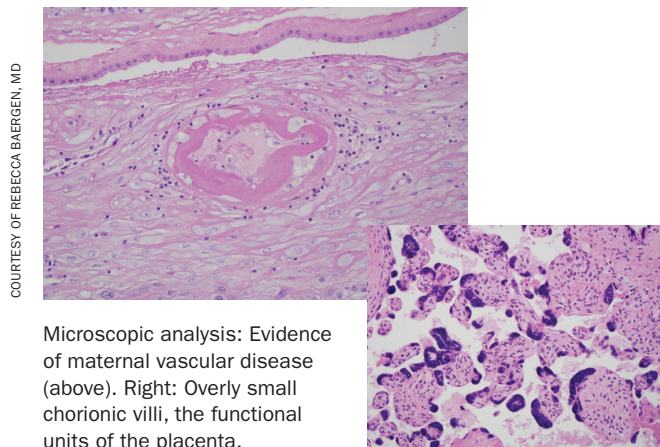 COURTESY OF REBECCA BAERGEN, MD
Microscopic analysis: Evidence
of maternal vascular disease
(above). Right: Overly small
chorionic villi, the functional
units of the placenta.